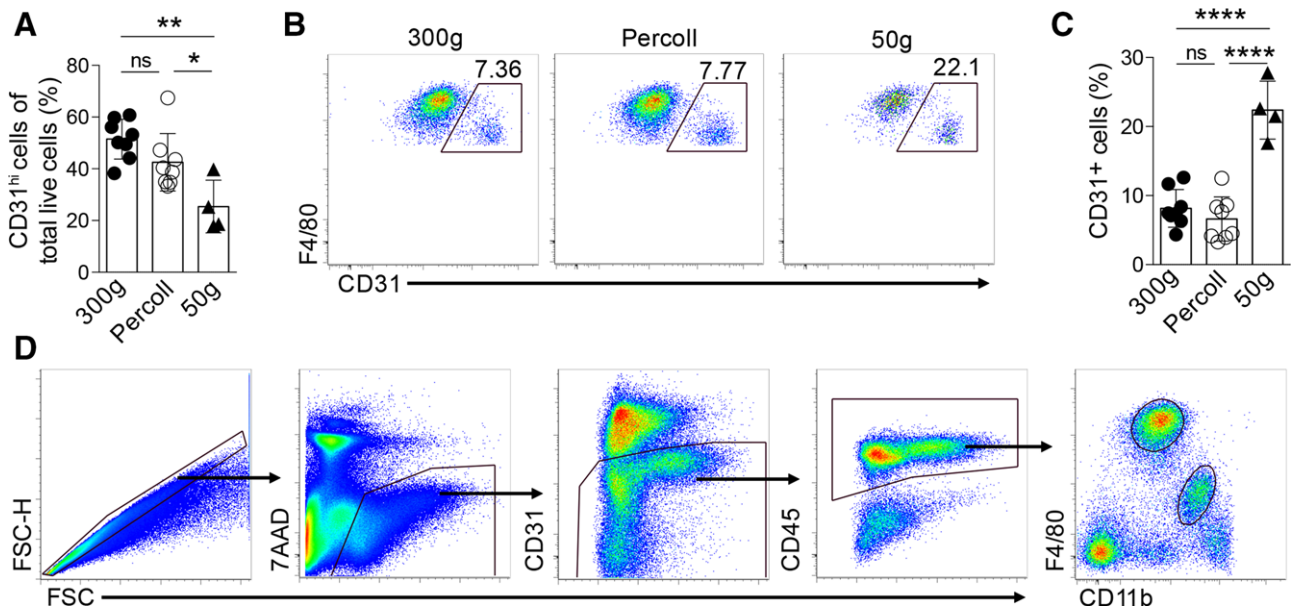 A
** 
ns
*
CD31hi cells of
total live cells (%)
80
60
40
20
0
300g
Percoll
50g
B
300g
Percoll
50g
7.36
7.77
22.1
F4/80
CD31
C
****
ns
****
CD31+ cells (%)
30
20
10
0
300g
Percoll
50g
D
FSC-H
7AAD
CD31
CD45
F4/80
FSC
CD11b